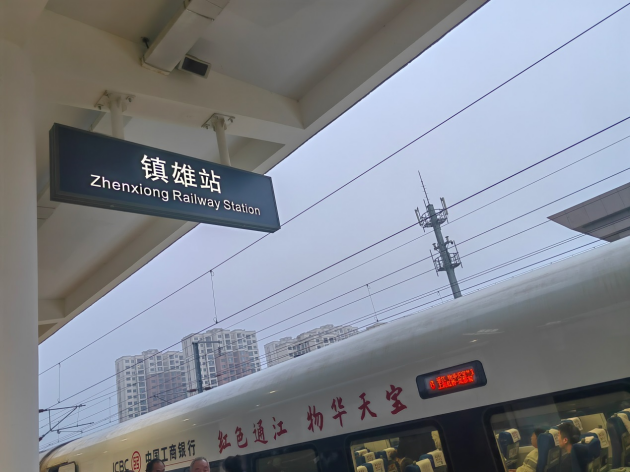 镇雄站
Zhenxiong Railway Station
ICBC 中国工商银行 红色通江 物华天宝